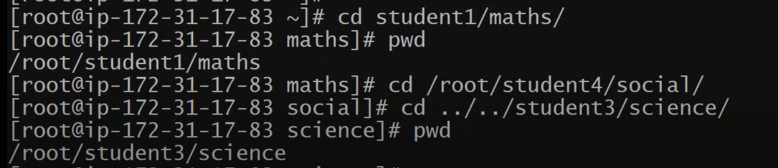 [root@ip-172-31-17-83 ~]# cd student1/maths/
[root@ip-172-31-17-83 maths]# pwd
/root/student1/maths
[root@ip-172-31-17-83 maths]# cd /root/student4/social/
[root@ip-172-31-17-83 social]# cd ../../student3/science/
[root@ip-172-31-17-83 science]# pwd
/root/student3/science